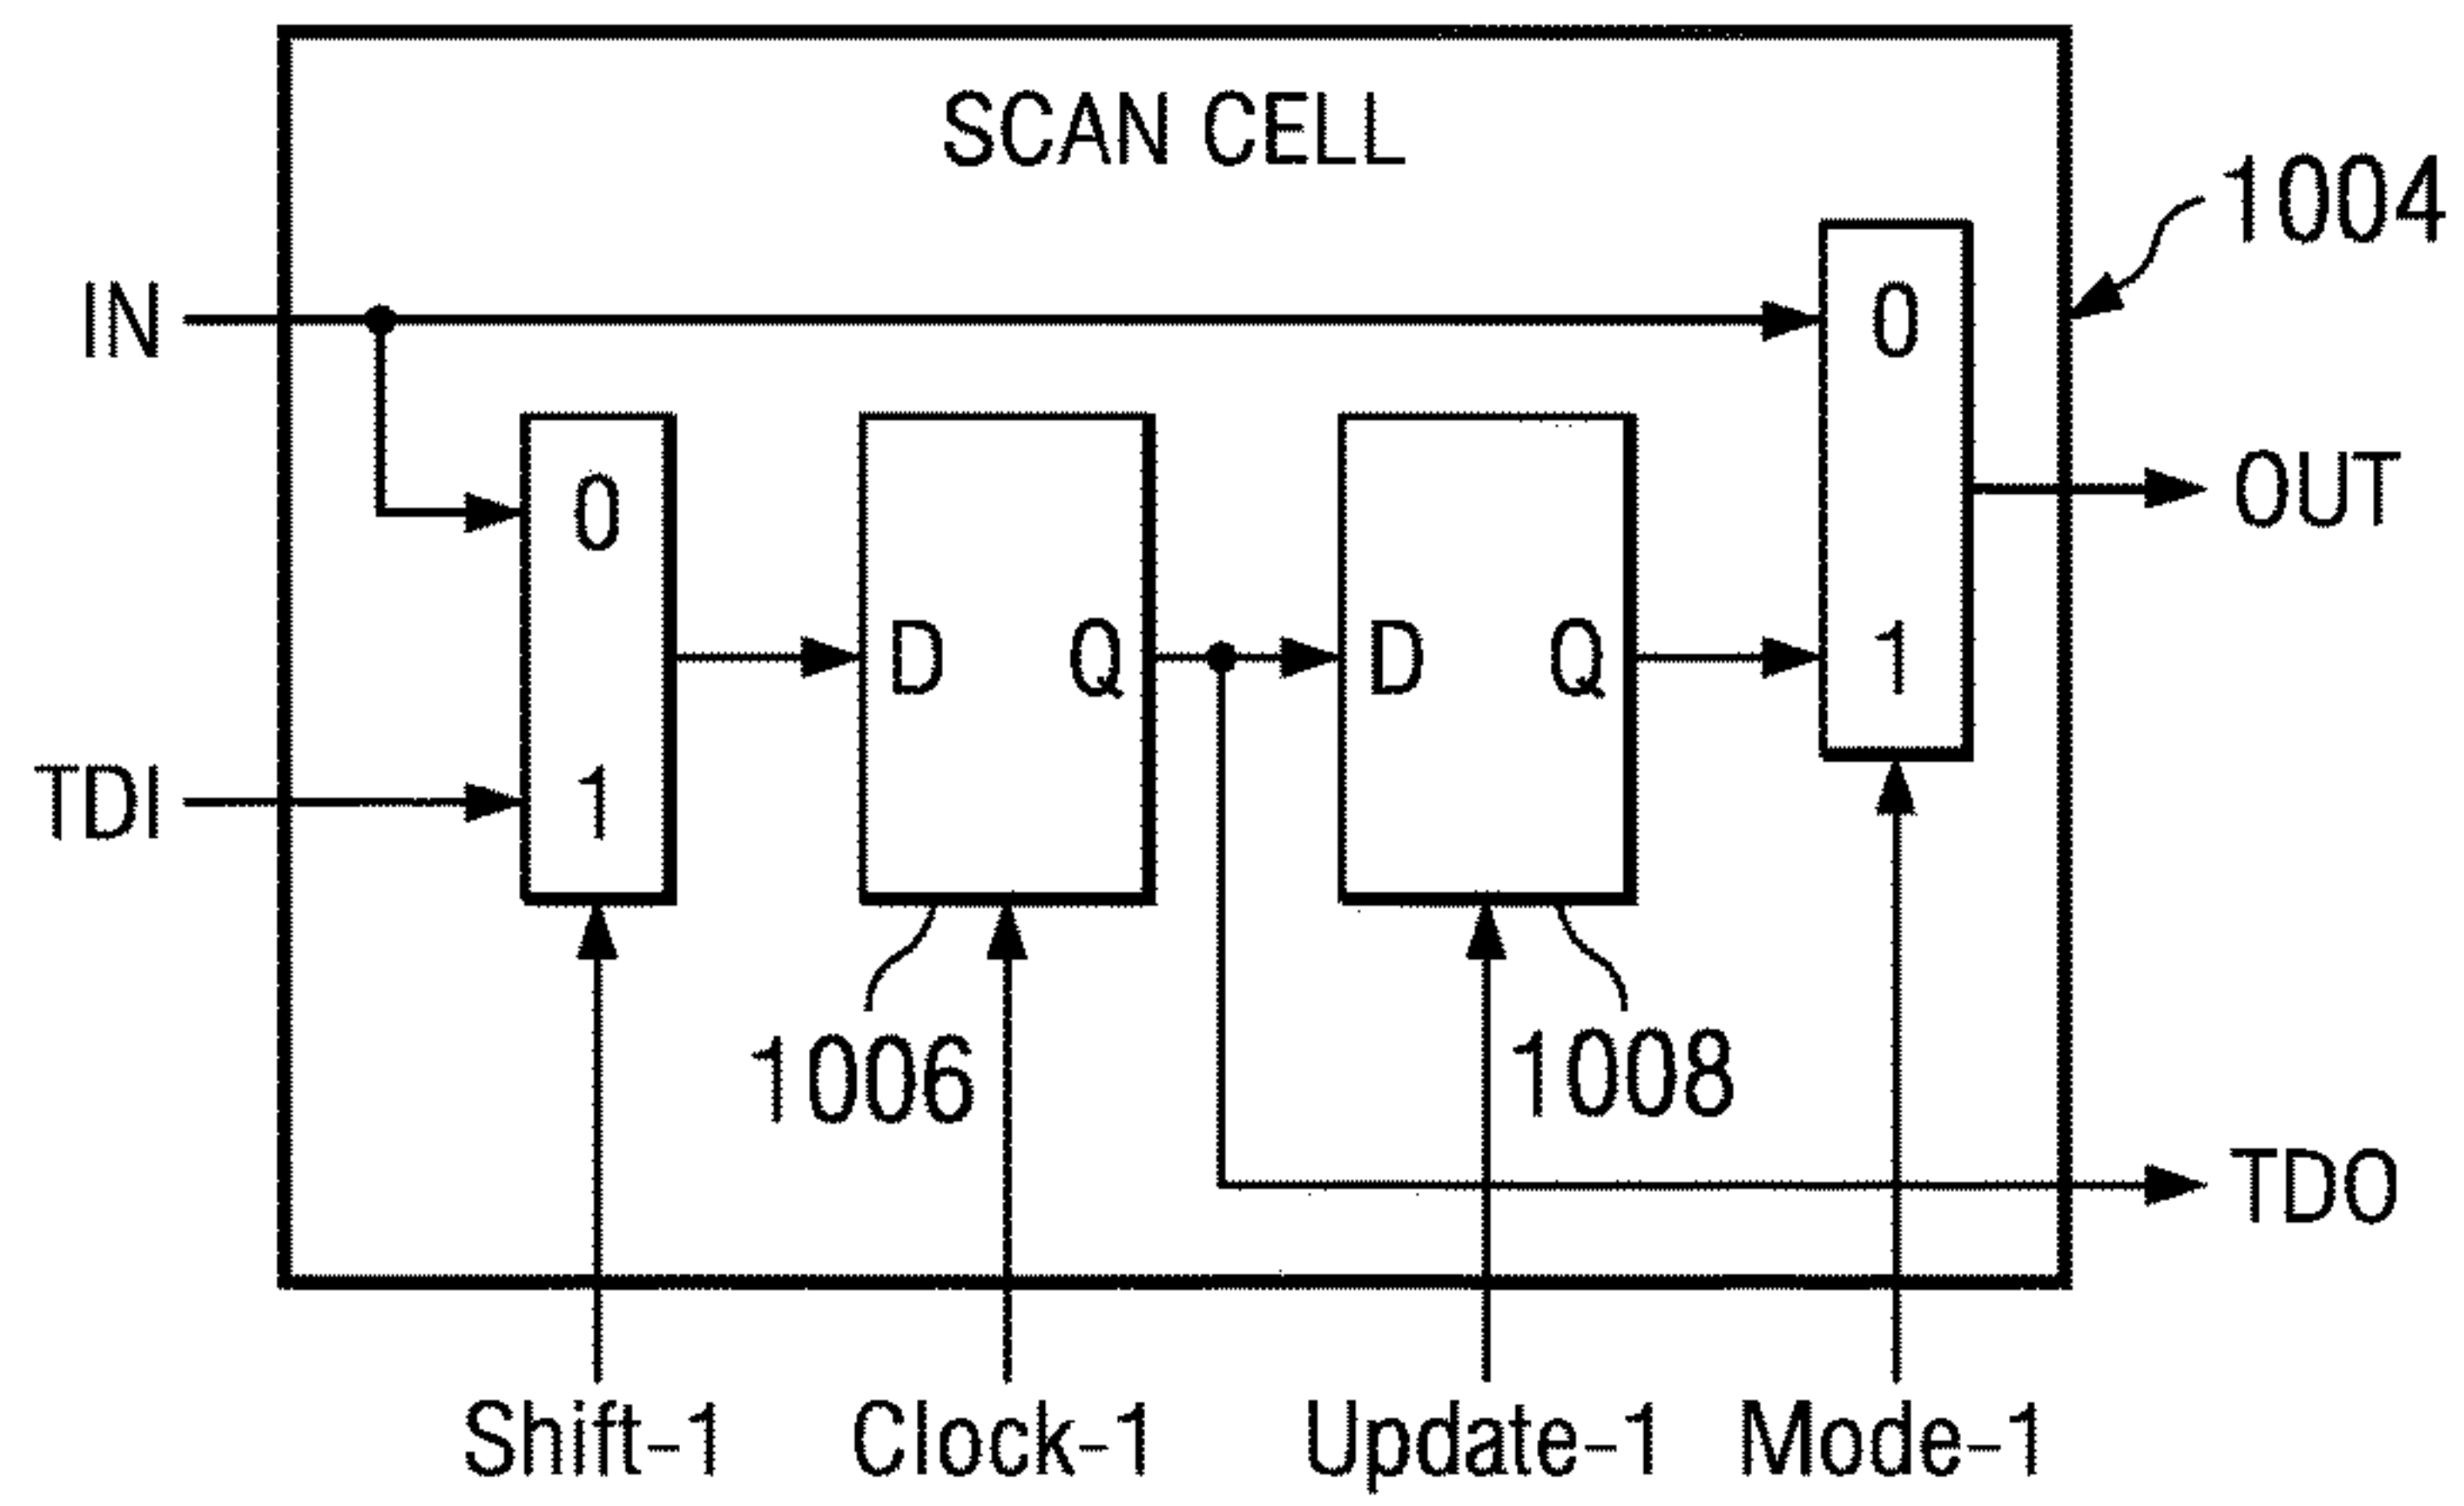 SCAN CELL
1004
IN
0
0
OUT
D Q
D Q
1
TDI
1
1006
1008
TDO
Shift-1
Clock-1
Update-1
Mode-1